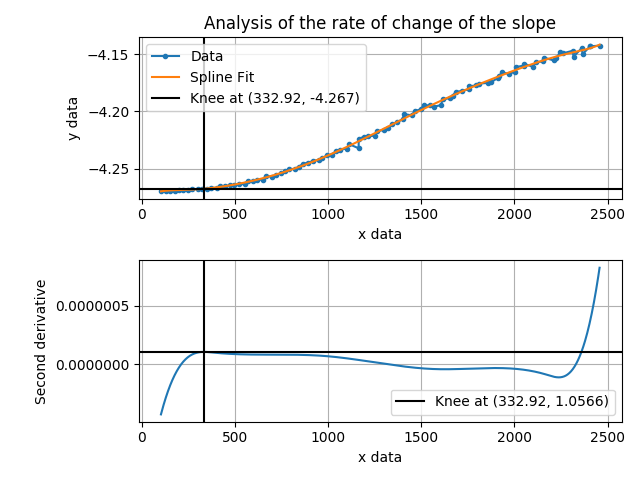 Analysis of the rate of change of the slope
Data
Spline Fit
Knee at (332.92, -4.267)
−4.15
−4.20
−4.25
y data
0
500
1000
1500
2000
2500
x data
0.0000005
0.0000000
Second derivative
Knee at (332.92, 1.0566)
0
500
1000
1500
2000
2500
x data